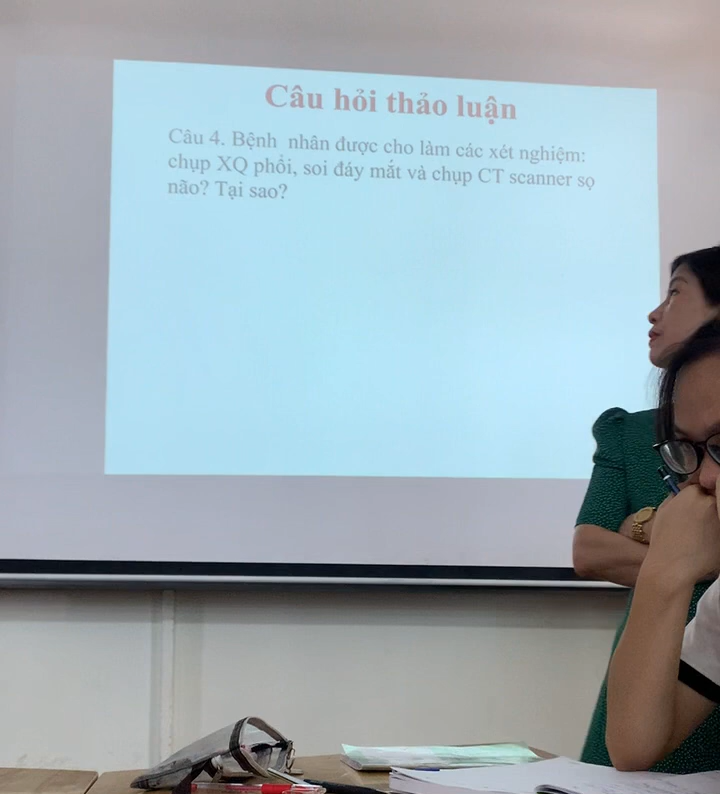 Câu hỏi thảo luận
Câu 4. Bệnh nhân được cho làm các xét nghiệm:
chụp XQ phổi, soi đáy mắt và chụp CT scanner sọ
não? Tại sao?